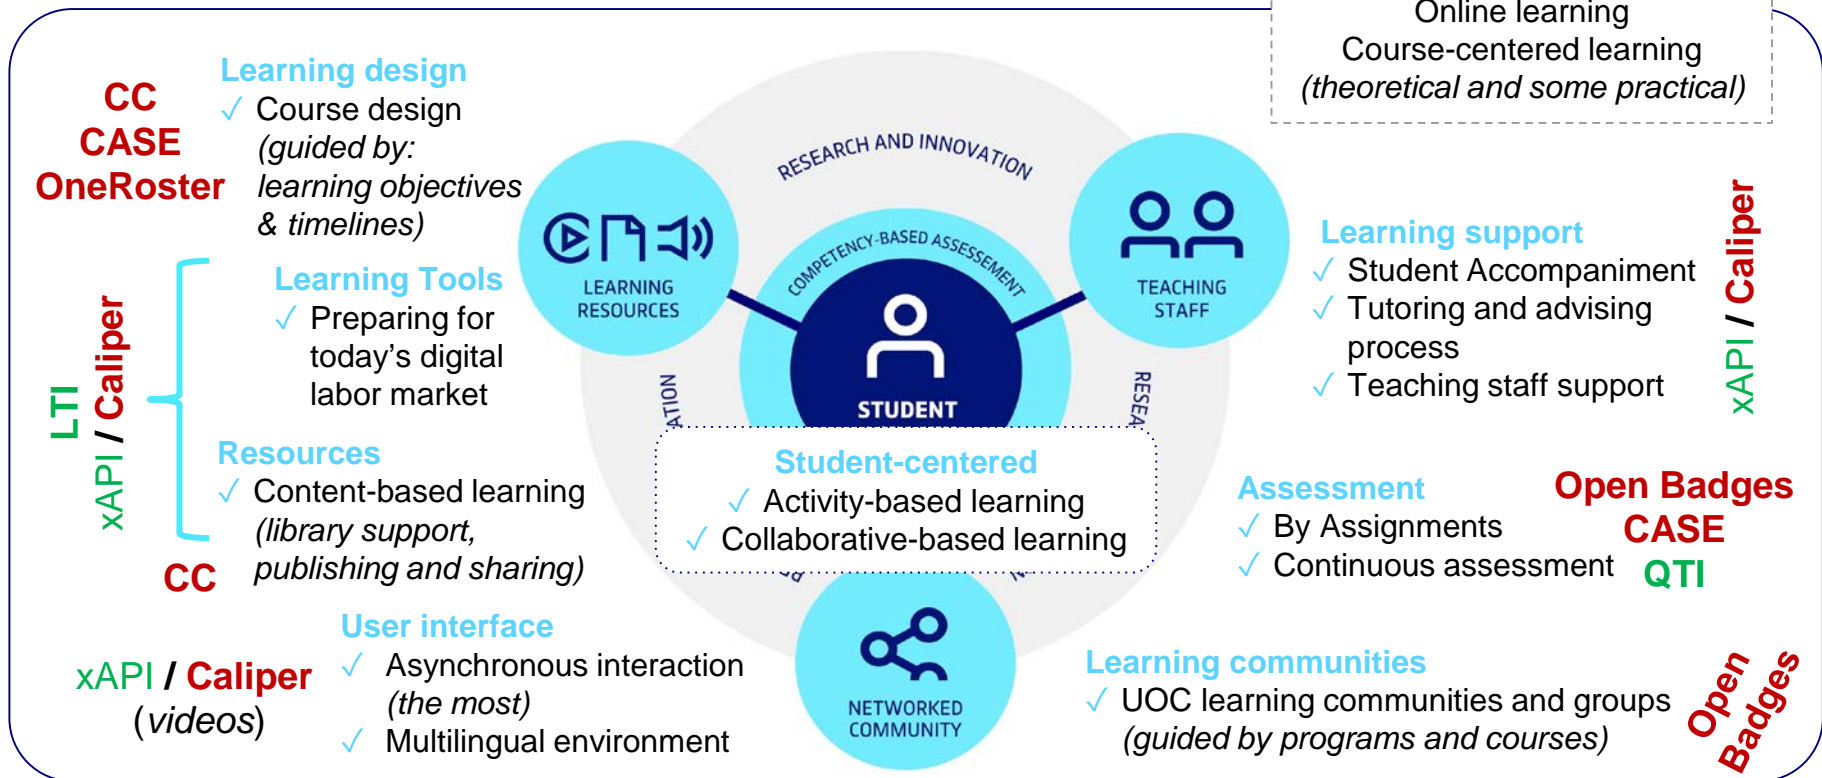 Online learning
Course-centered learning
(theoretical and some practical)
CC
CASE
OneRoster
Learning design
✓ Course design
(guided by:
learning objectives
& timelines)
Learning Tools
✓ Preparing for
today's digital
labor market
LTI
xAPI / Caliper
Resources
✓ Content-based learning
(library support,
publishing and sharing)
CC
User interface
✓ Asynchronous interaction
(the most)
✓ Multilingual environment
xAPI / Caliper
(videos)
RESEARCH AND INNOVATION
COMPETENCY-BASED ASSESSEMENT
LEARNING
RESOURCES
TEACHING
STAFF
STUDENT
ATION
RESEA
Student-centered
✓ Activity-based learning
✓ Collaborative-based learning
NETWORKED
COMMUNITY
Learning support
✓ Student Accompaniment
✓ Tutoring and advising
process
✓ Teaching staff support
xAPI / Caliper
Assessment
✓ By Assignments
✓ Continuous assessment
Open Badges
CASE
QTI
Learning communities
✓ UOC learning communities and groups
(guided by programs and courses)
Open
Badges